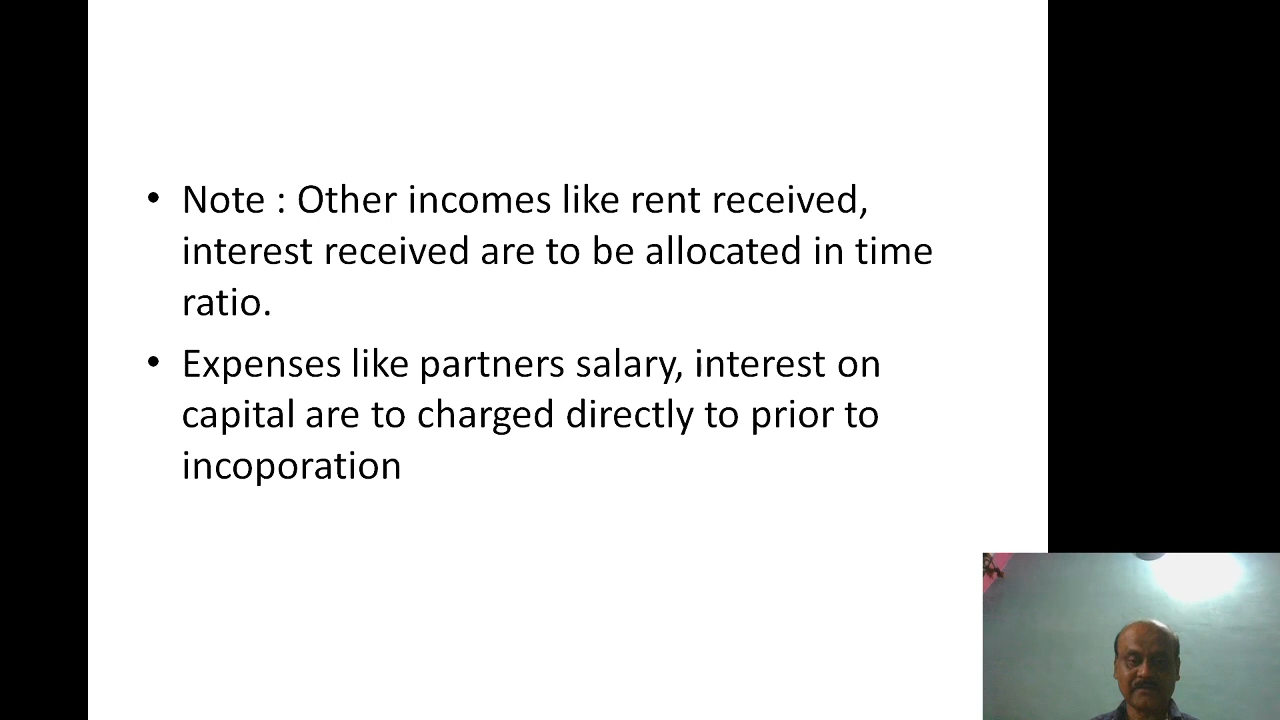 • Note : Other incomes like rent received,
interest received are to be allocated in time
ratio.
• Expenses like partners salary, interest on
capital are to charged directly to prior to
incoporation